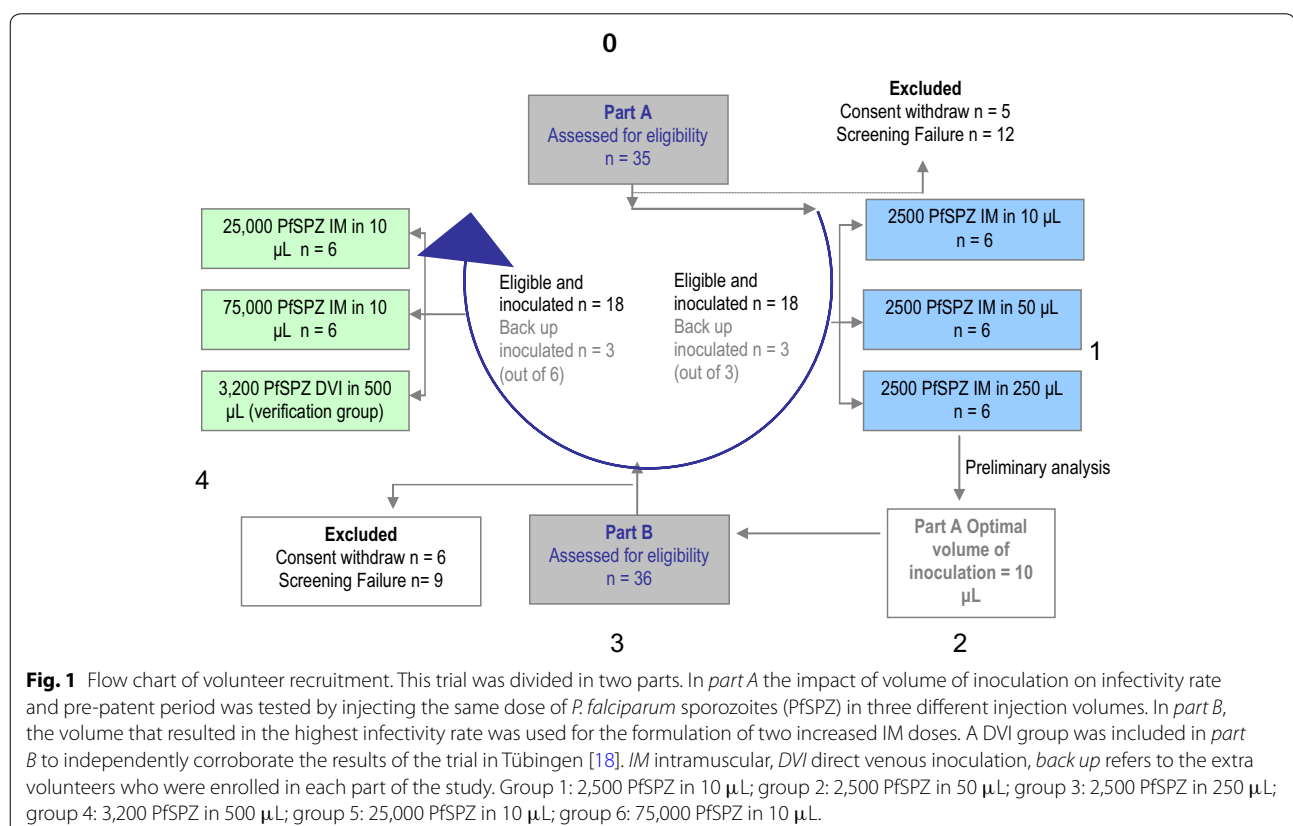 0
Part A
Assessed for eligibility
n = 35
Excluded
Consent withdraw n = 5
Screening Failure n = 12
25,000 PfSPZ IM in 10
µL n = 6
75,000 PfSPZ IM in 10
µL n = 6
3,200 PfSPZ DVI in 500
µL (verification group)
Eligible and
inoculated n = 18
Back up
inoculated n = 3
(out of 6)
Eligible and
inoculated n = 18
Back up
inoculated n = 3
(out of 3)
2500 PfSPZ IM in 10 µL
n = 6
2500 PfSPZ IM in 50 µL
n = 6
2500 PfSPZ IM in 250 µL
n = 6
1
Preliminary analysis
4
Excluded
Consent withdraw n = 6
Screening Failure n= 9
Part B
Assessed for eligibility
n = 36
Part A Optimal
volume of
inoculation = 10
µL
3
2
Fig. 1 Flow chart of volunteer recruitment. This trial was divided in two parts. In part A the impact of volume of inoculation on infectivity rate
and pre-patent period was tested by injecting the same dose of P. falciparum sporozoites (PfSPZ) in three different injection volumes. In part B,
the volume that resulted in the highest infectivity rate was used for the formulation of two increased IM doses. A DVI group was included in part
B to independently corroborate the results of the trial in Tübingen [18]. IM intramuscular, DVI direct venous inoculation, back up refers to the extra
volunteers who were enrolled in each part of the study. Group 1: 2,500 PfSPZ in 10 µL; group 2: 2,500 PfSPZ in 50 µL; group 3: 2,500 PfSPZ in 250 µL;
group 4: 3,200 PfSPZ in 500 µL; group 5: 25,000 PfSPZ in 10 µL; group 6: 75,000 PfSPZ in 10 µL.